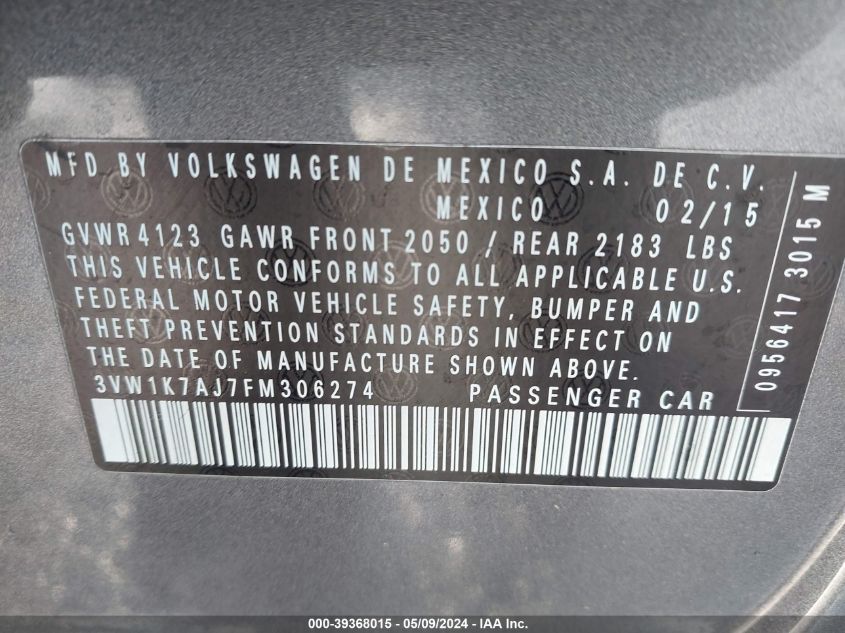 MFD BY VOLKSWAGEN DE MEXICO S.A. DE C.V.
MEXICO 02/15
GVWR 4123 GAWR FRONT 2050 / REAR 2183 LBS
THIS VEHICLE CONFORMS TO ALL APPLICABLE U.S.
FEDERAL MOTOR VEHICLE SAFETY, BUMPER AND
THEFT PREVENTION STANDARDS IN EFFECT ON
THE DATE OF MANUFACTURE SHOWN ABOVE.
3VW1K7AJ7FM306274 PASSENGER CAR
0956417 3015 M
000-39368015 - 05/09/2024 - IAA Inc.